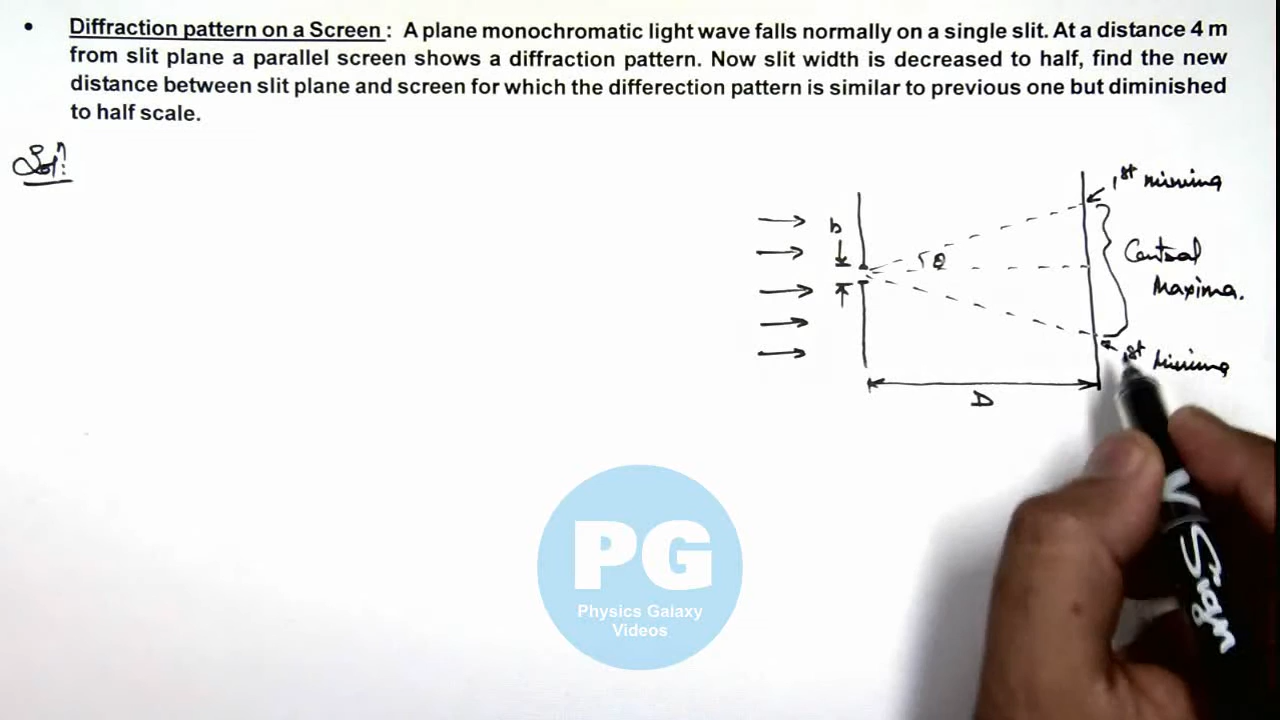 • Diffraction pattern on a Screen : A plane monochromatic light wave falls normally on a single slit. At a distance 4 m
from slit plane a parallel screen shows a diffraction pattern. Now slit width is decreased to half, find the new
distance between slit plane and screen for which the differection pattern is similar to previous one but diminished
to half scale.
Solⁿ:
1st minima
b
θ
Central
Maxima.
1st minima
D
PG
Physics Galaxy
Videos
V Sign